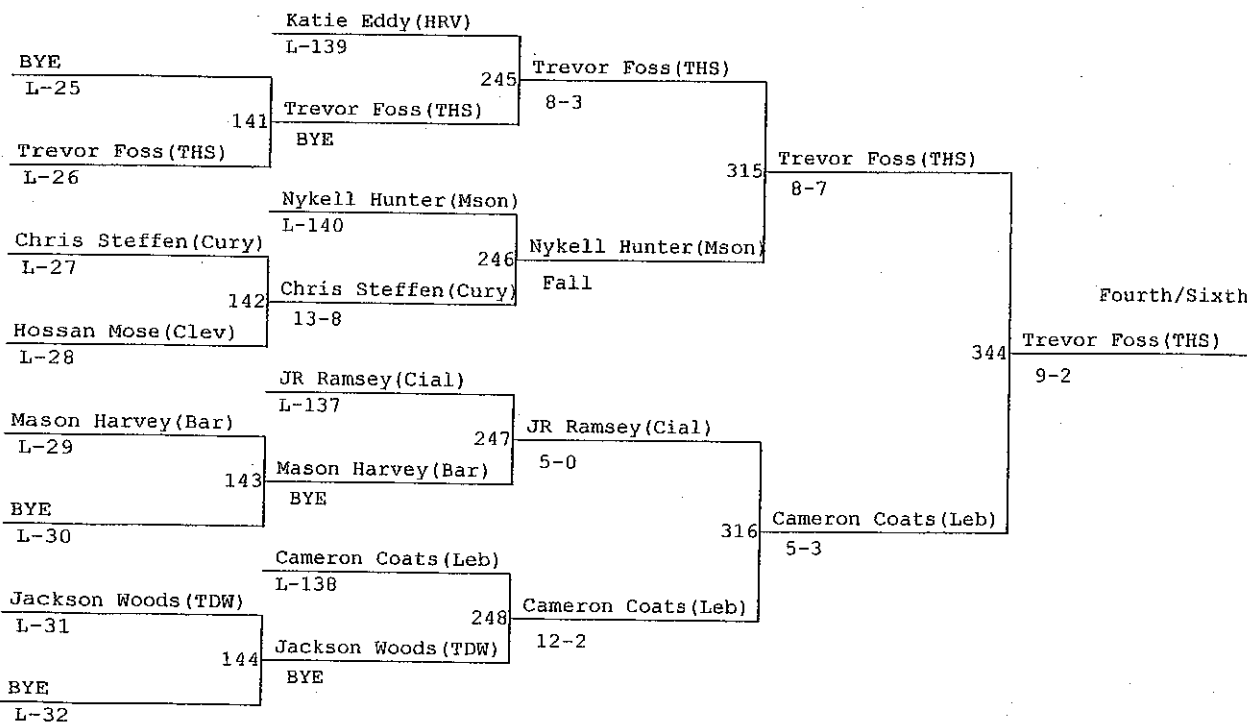 Katie Eddy(HRV)
L-139
BYE
L-25
245
Trevor Foss(THS)
8-3
141
Trevor Foss(THS)
BYE
Trevor Foss(THS)
L-26
315
Trevor Foss(THS)
8-7
Nykell Hunter(Mson)
L-140
Chris Steffen(Cury)
L-27
246
Nykell Hunter(Mson)
Fall
142
Chris Steffen(Cury)
13-8
Fourth/Sixth
Hossan Mose(Clev)
L-28
344
Trevor Foss(THS)
9-2
JR Ramsey(Cial)
L-137
Mason Harvey(Bar)
L-29
247
JR Ramsey(Cial)
5-0
143
Mason Harvey(Bar)
BYE
BYE
L-30
316
Cameron Coats(Leb)
5-3
Cameron Coats(Leb)
L-138
Jackson Woods(TDW)
L-31
248
Cameron Coats(Leb)
12-2
144
Jackson Woods(TDW)
BYE
BYE
L-32